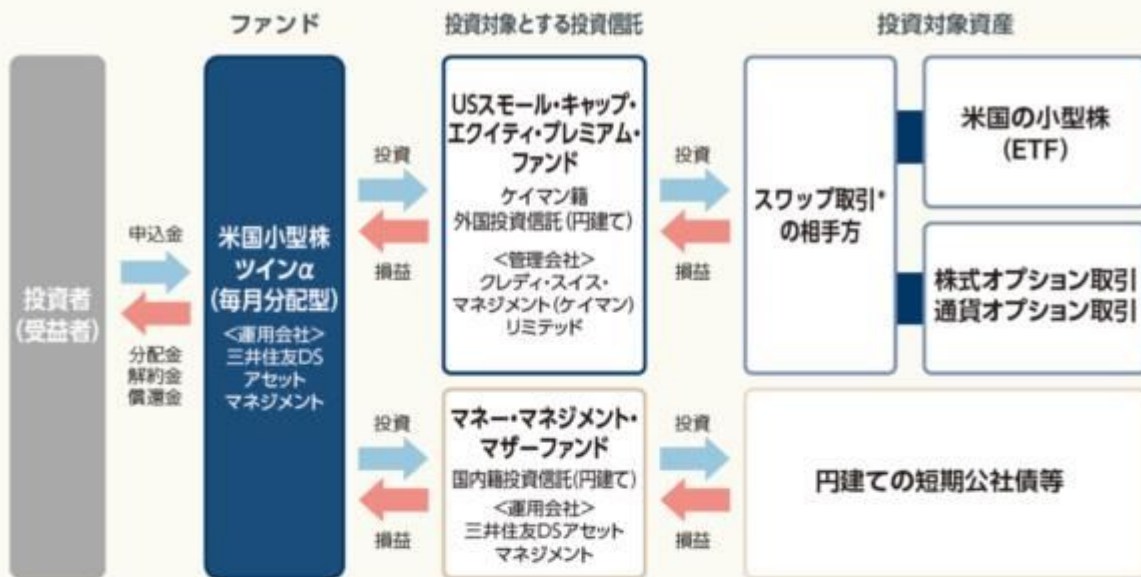 ファンド
投資対象とする投資信託
投資対象資産
投資者
(受益者)
申込金
分配金
解約金
償還金
米国小型株
ツインα
(毎月分配型)
<運用会社>
三井住友DS
アセット
マネジメント
投資
損益
USスモール・キャップ・
エクイティ・プレミアム・
ファンド
ケイマン籍
外国投資信託(円建て)
<管理会社>
クレディ・スイス・
マネジメント(ケイマン)
リミテッド
投資
損益
スワップ取引*
の相手方
米国の小型株
(ETF)
株式オプション取引
通貨オプション取引
投資
損益
マネー・マネジメント・
マザーファンド
国内籍投資信託(円建て)
<運用会社>
三井住友DSアセット
マネジメント
投資
損益
円建ての短期公社債等